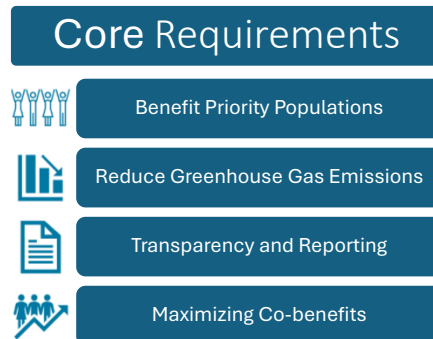 Core Requirements
Benefit Priority Populations
Reduce Greenhouse Gas Emissions
Transparency and Reporting
Maximizing Co-benefits